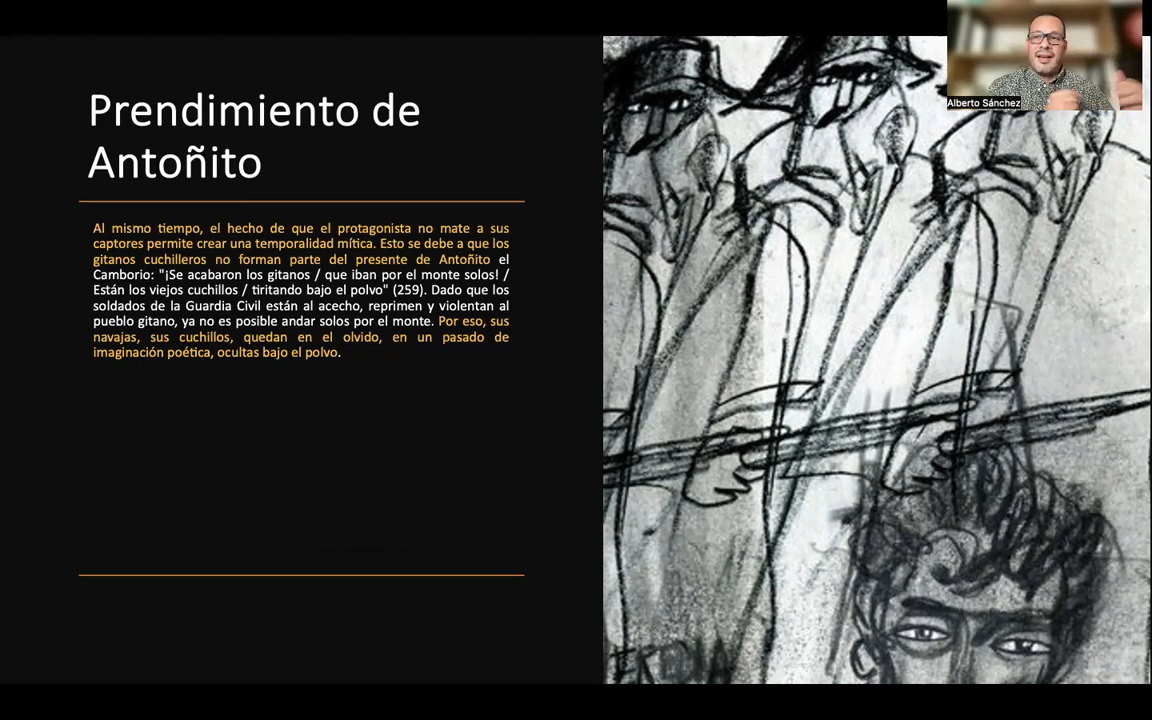 Alberto Sánchez
Prendimiento de
Antoñito
Al mismo tiempo, el hecho de que el protagonista no mate a sus
captores permite crear una temporalidad mítica. Esto se debe a que los
gitanos cuchilleros no forman parte del presente de Antoñito el
Camborio: "¡Se acabaron los gitanos / que iban por el monte solos! /
Están los viejos cuchillos / tiritando bajo el polvo" (259). Dado que los
soldados de la Guardia Civil están al acecho, reprimen y violentan al
pueblo gitano, ya no es posible andar solos por el monte. Por eso, sus
navajas, sus cuchillos, quedan en el olvido, en un pasado de
imaginación poética, ocultas bajo el polvo.